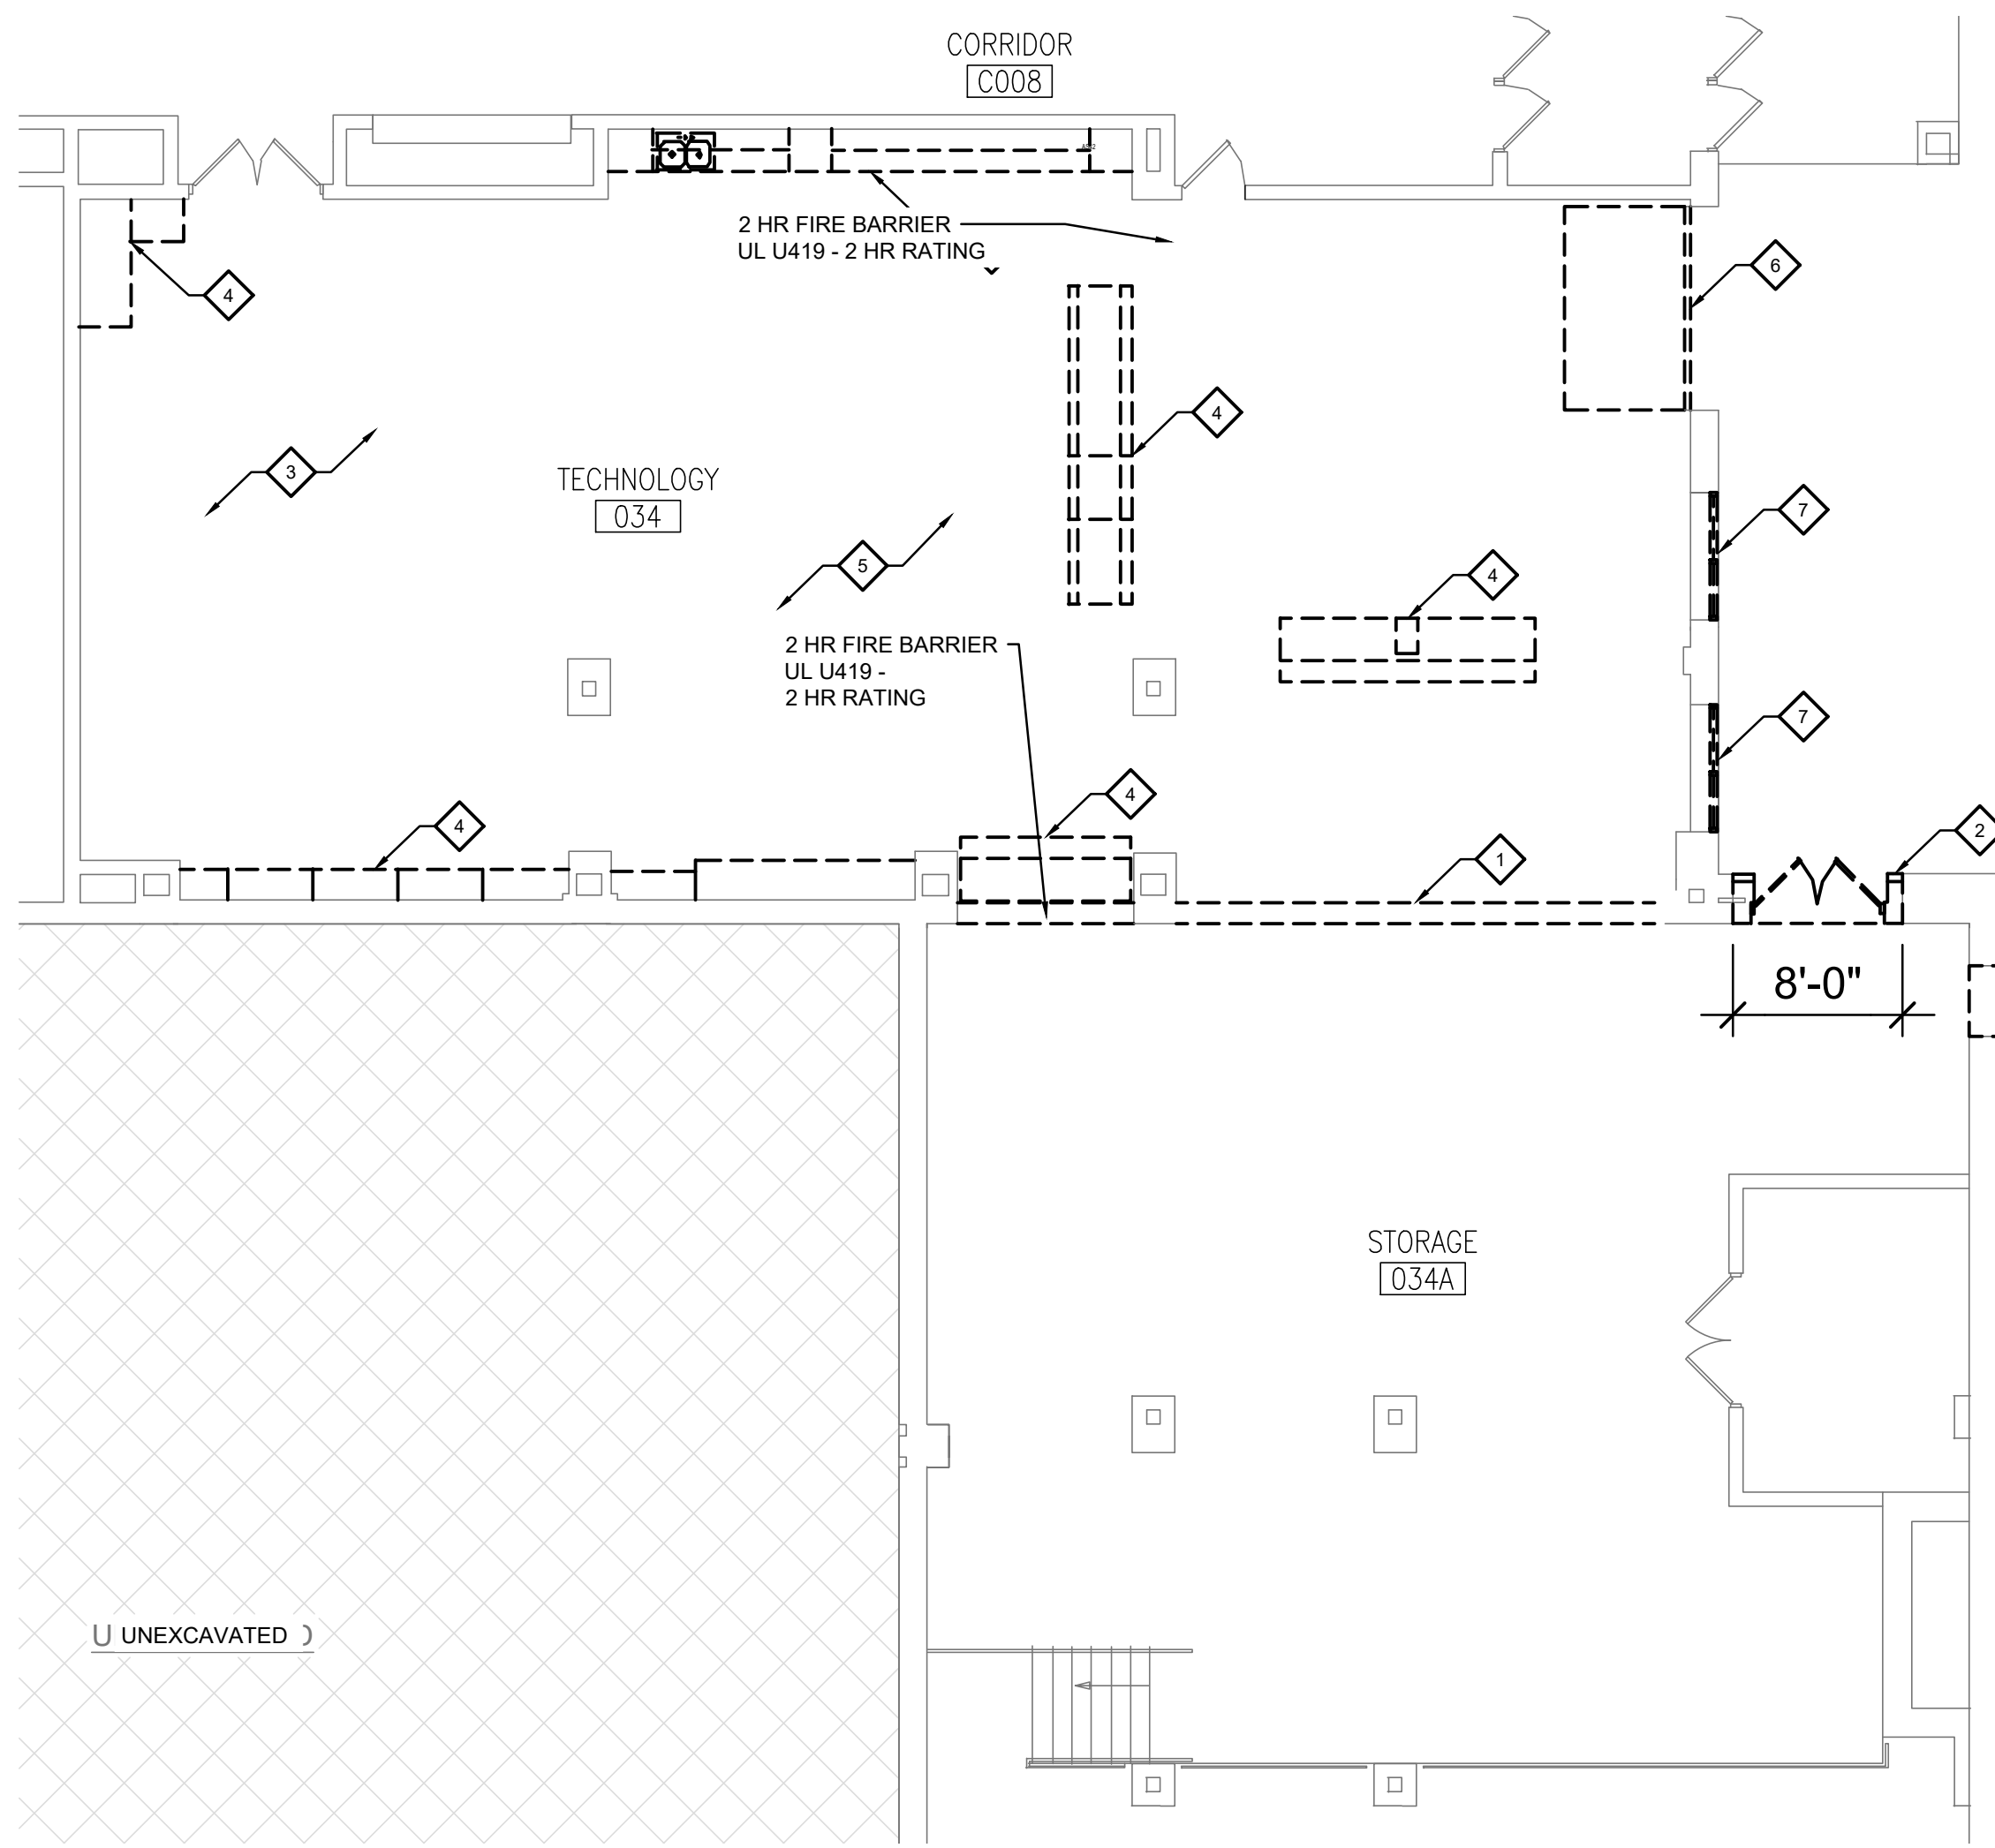 CORRIDOR
C008
2 HR FIRE BARRIER
UL U419 - 2 HR RATING
4
6
4
3
TECHNOLOGY
034
7
5
4
2 HR FIRE BARRIER
UL U419 -
2 HR RATING
7
4
4
1
2
8'-0"
STORAGE
034A
UNEXCAVATED